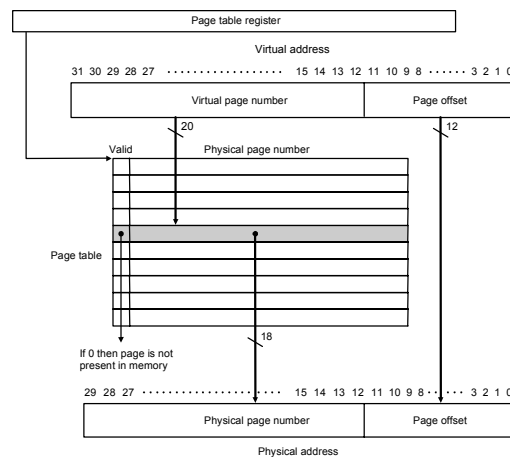 Page table register
Virtual address
31 30 29 28 27 ·················· 15 14 13 12 11 10 9 8 ······ 3 2 1 0
Virtual page number Page offset
20 12
Valid Physical page number
Page table
18
If 0 then page is not
present in memory
29 28 27 ·················· 15 14 13 12 11 10 9 8 ······ 3 2 1 0
Physical page number Page offset
Physical address